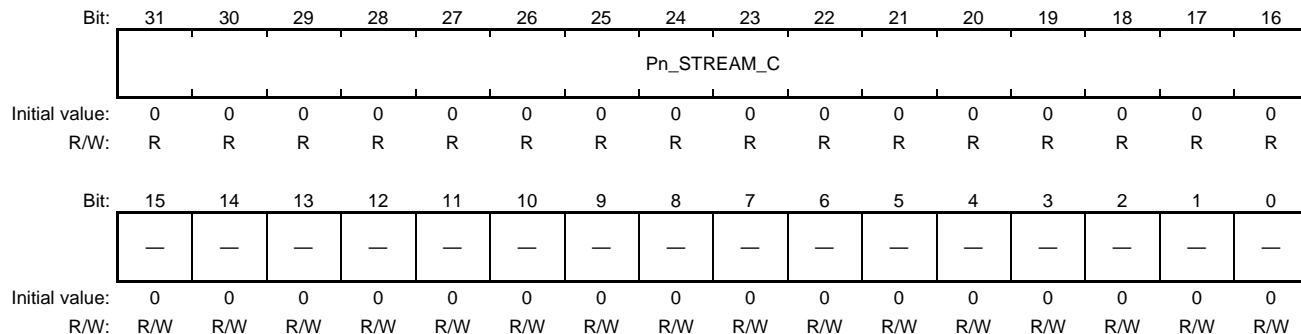 Bit: 31 30 29 28 27 26 25 24 23 22 21 20 19 18 17 16
Pn_STREAM_C
Initial value: 0 0 0 0 0 0 0 0 0 0 0 0 0 0 0 0
R/W: R R R R R R R R R R R R R R R R
Bit: 15 14 13 12 11 10 9 8 7 6 5 4 3 2 1 0
— — — — — — — — — — — — — — — —
Initial value: 0 0 0 0 0 0 0 0 0 0 0 0 0 0 0 0
R/W: R/W R/W R/W R/W R/W R/W R/W R/W R/W R/W R/W R/W R/W R/W R/W R/W